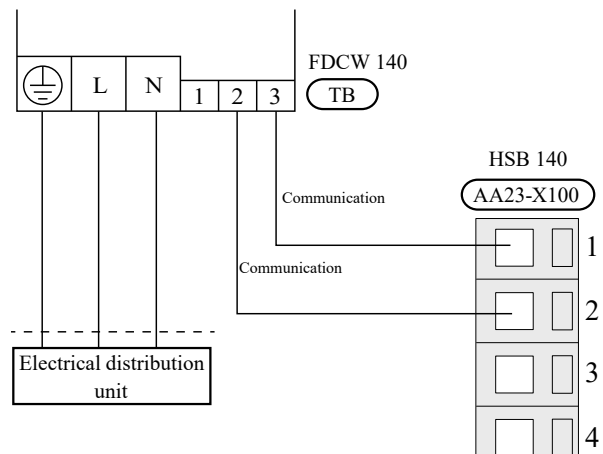 FDCW 140
L N 1 2 3 TB
HSB 140
Communication AA23-X100
1
Communication
2
Electrical distribution
unit
3
4